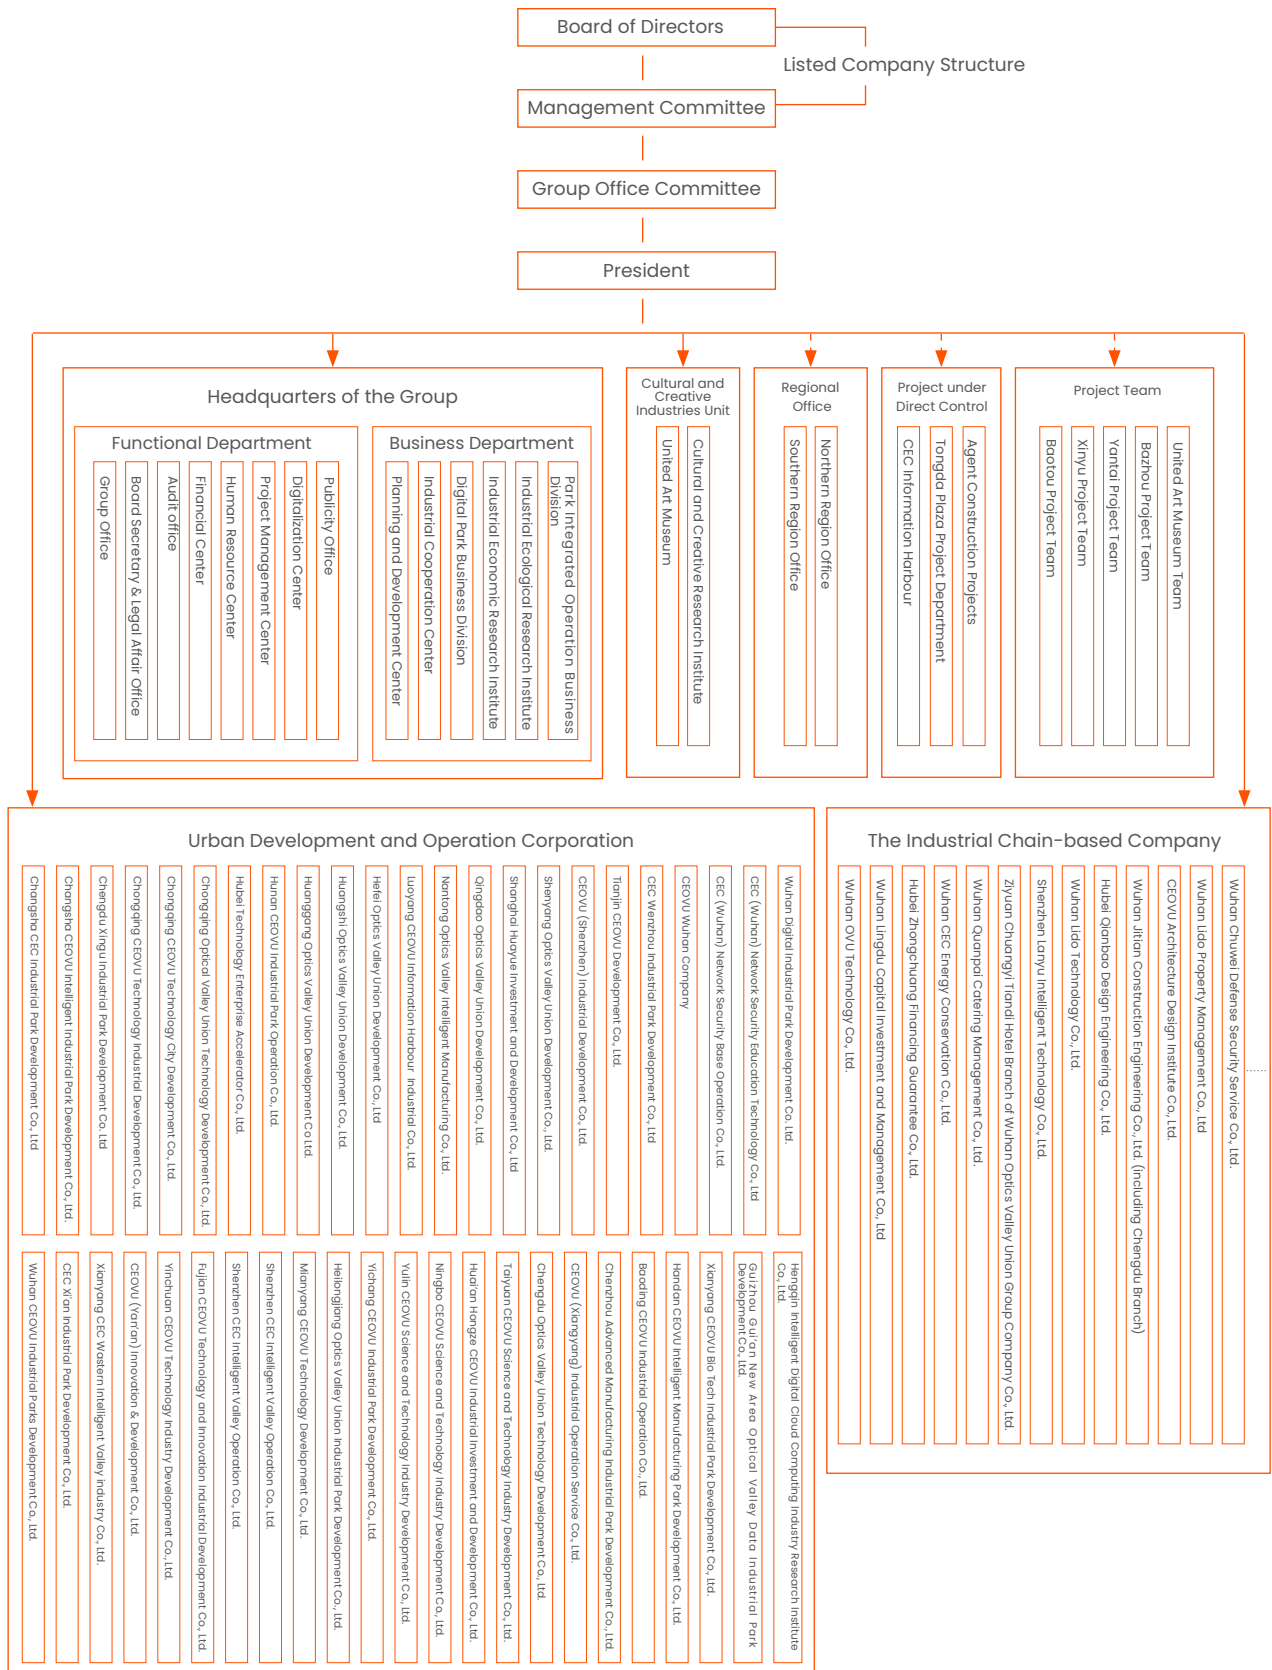 Board of Directors
Listed Company Structure
Management Committee
Group Office Committee
President
Headquarters of the Group
Functional Department
Group Office
Board Secretary & Legal Affair Office
Audit office
Financial Center
Human Resource Center
Project Management Center
Digitalization Center
Publicity Office
Business Department
Planning and Development Center
Industrial Cooperation Center
Digital Park Business Division
Industrial Economic Research Institute
Industrial Ecological Research Institute
Park Integrated Operation Business
Division
Cultural and
Creative
Industries Unit
United Art Museum
Cultural and Creative Research Institute
Regional
Office
Southern Region Office
Northern Region Office
Project under
Direct Control
CEC Information Harbour
Tongda Plaza Project Department
Agent Construction Projects
Project Team
Baotou Project Team
Xinyu Project Team
Yantai Project Team
Bazhou Project Team
United Art Museum Team
Urban Development and Operation Corporation
Changsha CEC Industrial Park Development Co., Ltd
Changsha CEOVU Intelligent Industrial Park Development Co., Ltd.
Chengdu Xingu Industrial Park Development Co. Ltd
Chongqing CEOVU Technology Industrial Development Co., Ltd.
Chongqing CEOVU Technology City Development Co., Ltd.
Chongqing Optical Valley Union Technology Development Co., Ltd.
Hubei Technology Enterprise Accelerator Co., Ltd.
Hunan CEOVU Industrial Park Operation Co., Ltd.
Huanggang Optics Valley Union Development Co Ltd.
Huangshi Optics Valley Union Development Co., Ltd.
Hefei Optics Valley Union Development Co., Ltd
Luoyang CEOVU Information Harbour Industrial Co., Ltd.
Nantong Optics Valley Intelligent Manufacturing Co., Ltd.
Qingdao Optics Valley Union Development Co., Ltd.
Shanghai Huayue Investment and Development Co., Ltd
Shenyang Optics Valley Union Development Co., Ltd.
CEOVU (Shenzhen) Industrial Development Co., Ltd.
Tianjin CEOVU Development Co., Ltd.
CEC Wenzhou Industrial Park Development Co., Ltd
CEOVU Wuhan Company
CEC (Wuhan) Network Security Base Operation Co., Ltd.
CEC (Wuhan) Network Security Education Technology Co., Ltd
Wuhan Digital Industrial Park Development Co. Ltd.
Wuhan CEOVU Industrial Parks Development Co., Ltd.
CEC Xi'an Industrial Park Development Co., Ltd.
Xianyang CEC Wastern Intelligent Valley industry Co., Ltd.
CEOVU (Yan'an) Innovation & Development Co., Ltd.
Yinchuan CEOVU Technology Industry Development Co., Ltd.
Fujian CEOVU Technology and Innovation Industrial Development Co., Ltd.
Shenzhen CEC Intelligent Valley Operation Co., Ltd.
Shenzhen CEC Intelligent Valley Operation Co., Ltd.
Mianyang CEOVU Technology Development Co., Ltd.
Heilongjiang Optics Valley Union Industrial Park Development Co., Ltd.
Yichang CEOVU Industrial Park Development Co., Ltd.
Yulin CEOVU Science and Technology Industry Development Co., Ltd.
Ningbo CEOVU Science and Technology Industry Development Co., Ltd.
Huai'an Hongze CEOVU Industrial Investment and Development Co., Ltd.
Taiyuan CEOVU Science and Technology Industry Development Co., Ltd.
Chengdu Optics Valley Union Technology Development Co., Ltd.
CEOVU (Xiangyang) Industrial Operation Service Co., Ltd.
Chenzhou Advanced Manufacturing Industrial Park Development Co., Ltd.
Baoding CEOVU Industrial Operation Co., Ltd.
Handan CEOVU Intelligent Manufacturing Park Development Co., Ltd.
Xianyang CEOVU Bio Tech Industrial Park Development Co., Ltd.
Guizhou Gui'an New Area Optical Valley Data Industrial Park
Development Co., Ltd.
Hengqin Intelligent Digital Cloud Computing Industry Research Institute
Co., Ltd.
The Industrial Chain-based Company
Wuhan OVU Technology Co., Ltd.
Wuhan Lingdu Capital Investment and Management Co., Ltd
Hubei Zhongchuang Financing Guarantee Co., Ltd.
Wuhan CEC Energy Conservation Co., Ltd.
Wuhan Quanpai Catering Management Co., Ltd.
Ziyuan Chuangyi Tiandi Hotel Branch of Wuhan Optics Valley Union Group Company Co., Ltd.
Shenzhen Lanyu Intelligent Technology Co., Ltd.
Wuhan Lido Technology Co., Ltd.
Hubei Qianbao Design Engineering Co., Ltd.
Wuhan Jitian Construction Engineering Co., Ltd. (including Chengdu Branch)
CEOVU Architecture Design Institute Co., Ltd.
Wuhan Lido Property Management Co., Ltd
Wuhan Chuwei Defense Security Service Co., Ltd.
......